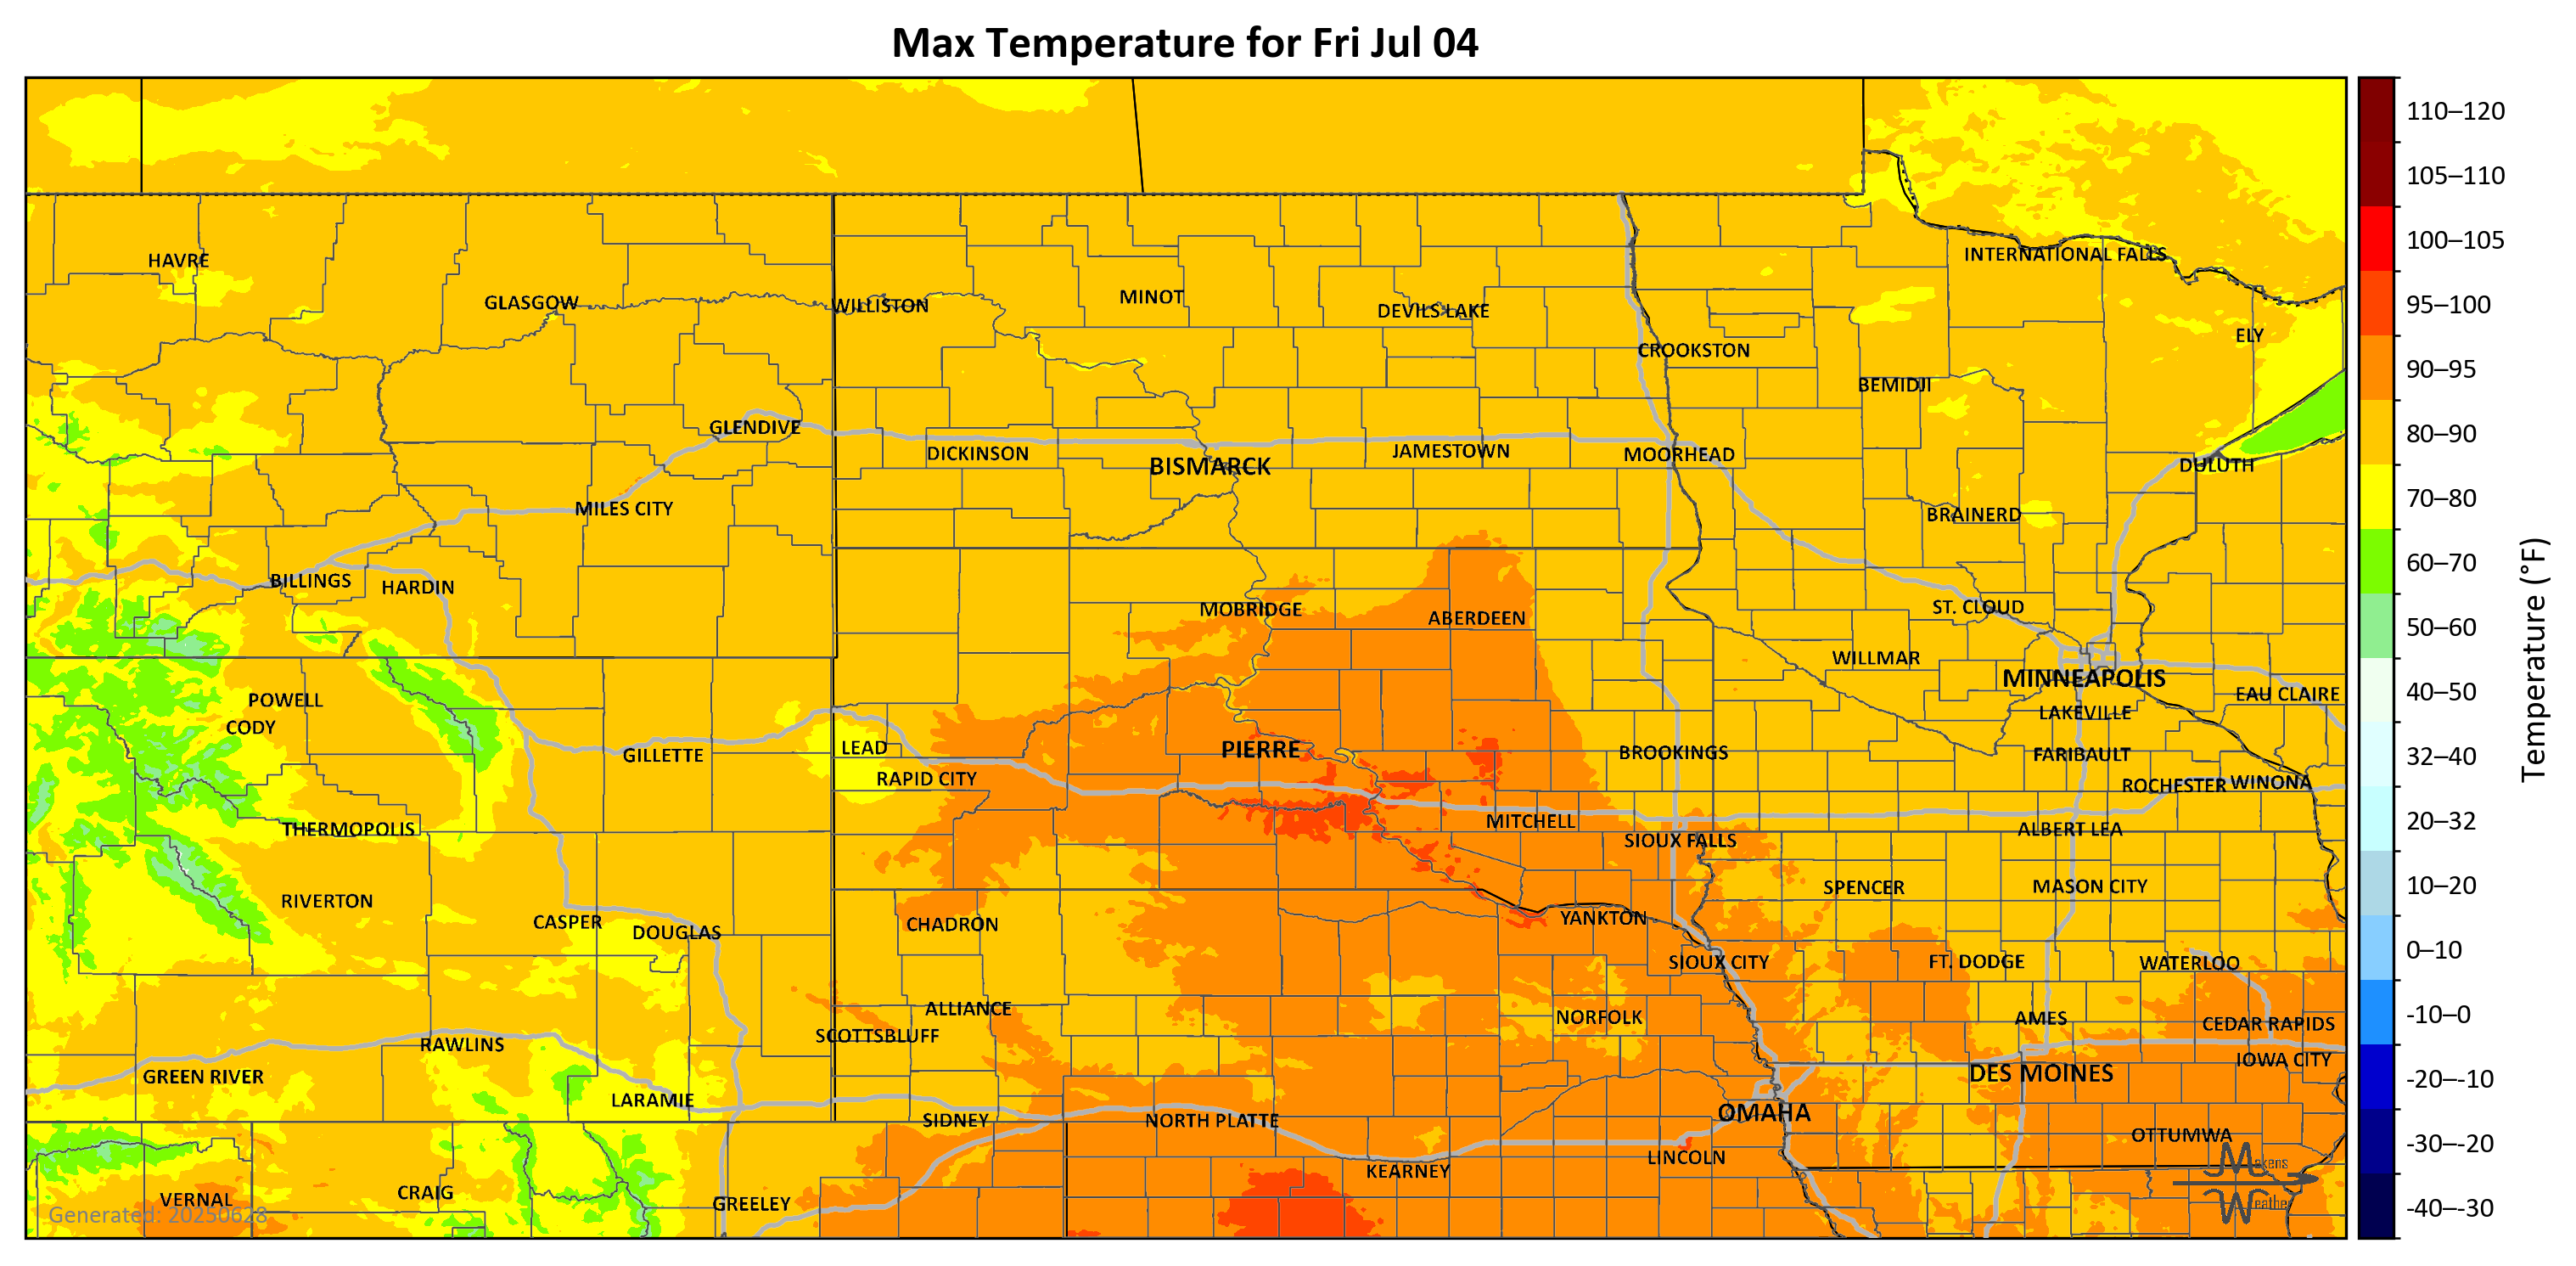 Max Temperature for Fri Jul 04
110–120
105–110
HAVRE
INTERNATIONAL FALLS
100–105
GLASGOW
WILLISTON
MINOT
DEVILS LAKE
95–100
ELY
CROOKSTON
90–95
BEMIDJI
GLENDIVE
80–90
DICKINSON
BISMARCK
JAMESTOWN
MOORHEAD
DULUTH
MILES CITY
BRAINERD
70–80
BILLINGS
HARDIN
60–70
MOBRIDGE
ABERDEEN
ST. CLOUD
50–60
WILLMAR
MINNEAPOLIS
Temperature (°F)
POWELL
EAU CLAIRE
40–50
CODY
LAKEVILLE
GILLETTE
LEAD
PIERRE
BROOKINGS
FARIBAULT
32–40
RAPID CITY
ROCHESTER
WINONA
THERMOPOLIS
MITCHELL
ALBERT LEA
20–32
SIOUX FALLS
RIVERTON
SPENCER
MASON CITY
10–20
CASPER
DOUGLAS
CHADRON
YANKTON
SIOUX CITY
FT. DODGE
WATERLOO
0–10
ALLIANCE
NORFOLK
AMES
CEDAR RAPIDS
-10–0
RAWLINS
SCOTTSBLUFF
IOWA CITY
GREEN RIVER
DES MOINES
-20–-10
LARAMIE
SIDNEY
NORTH PLATTE
OMAHA
OTTUMWA
-30–-20
KEARNEY
LINCOLN
Makens
VERNAL
CRAIG
GREELEY
Weather
-40–-30
Generated: 20250628